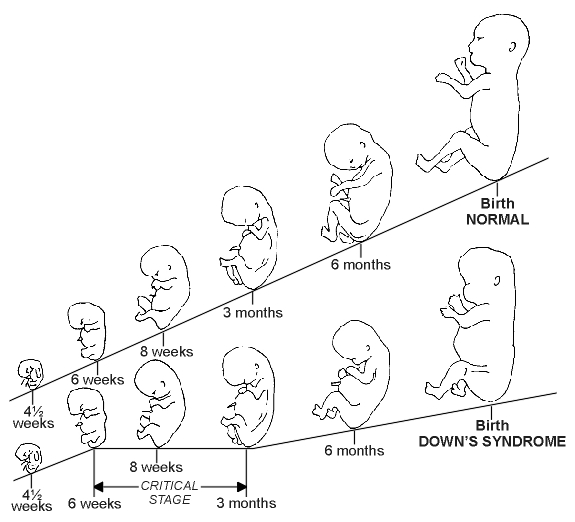 Birth
NORMAL
6 months
3 months
8 weeks
6 weeks
4½
weeks
Birth
DOWN'S SYNDROME
6 months
8 weeks
CRITICAL
STAGE
4½
weeks
6 weeks
3 months